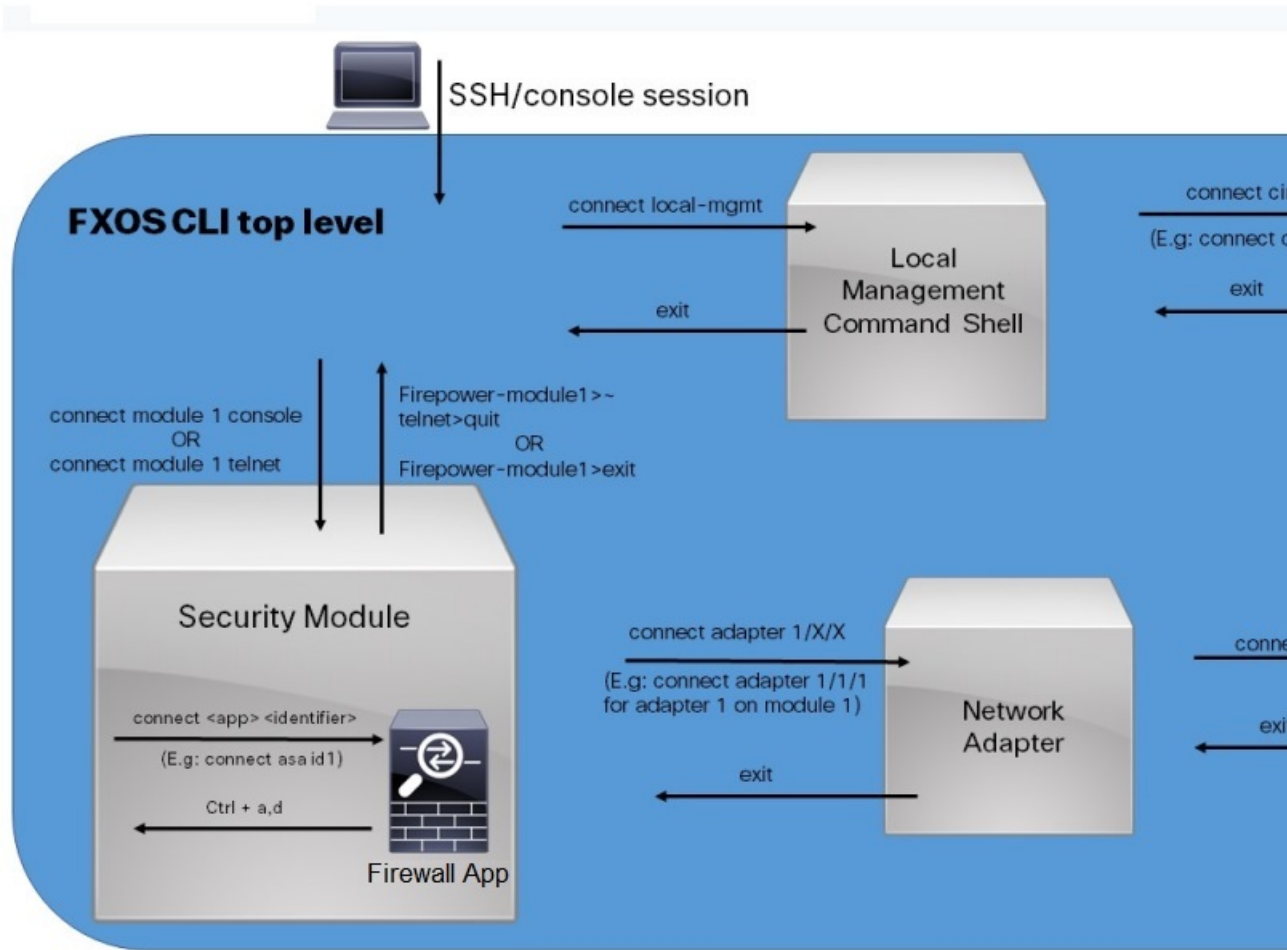 SSH/console session
FXOS CLI top level
connect local-mgmt
Local
Management
Command Shell
exit
(E.g: connect
connect
exit
connect module 1 console
OR
connect module 1 telnet
Firepower-module1>~
telnet>quit
OR
Firepower-module1>exit
Security Module
connect <app> <identifier>
(E.g: connect asa id1)
Ctrl + a,d
Firewall App
connect adapter 1/X/X
(E.g: connect adapter 1/1/1
for adapter 1 on module 1)
Network
Adapter
exit